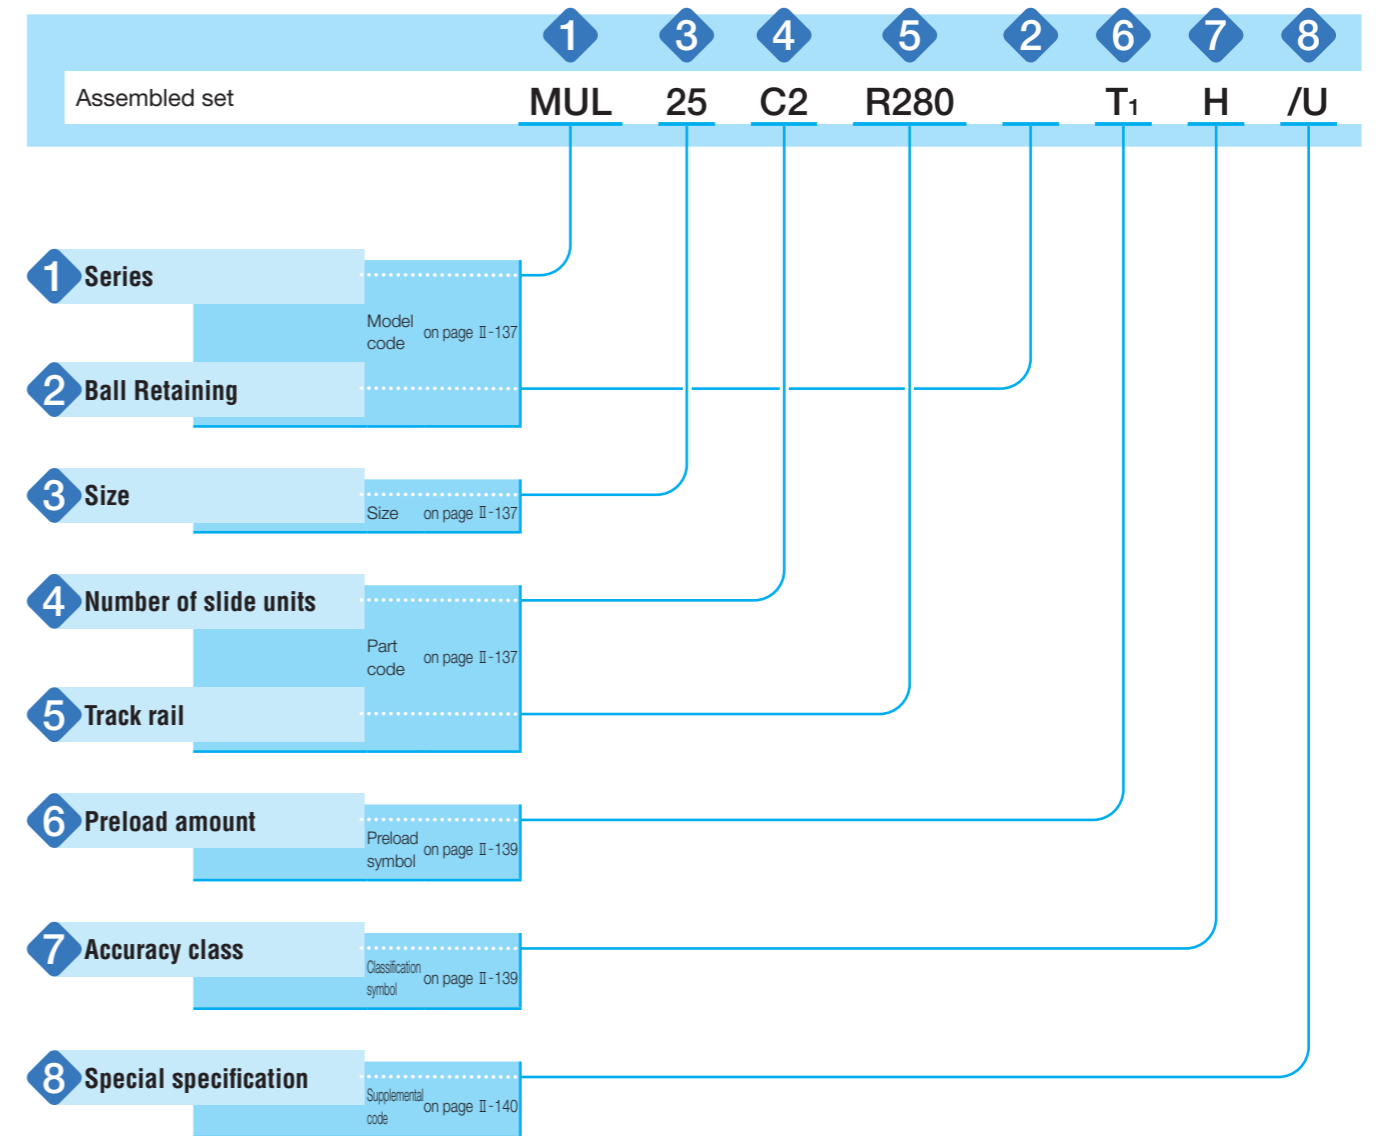 1 3 4 5 2 6 7 8
Assembled set MUL 25 C2 R280 T1 H /U
1 Series
Model code on page Ⅱ-137
2 Ball Retaining
3 Size
Size on page Ⅱ-137
4 Number of slide units
Part code on page Ⅱ-137
5 Track rail
6 Preload amount
Preload symbol on page Ⅱ-139
7 Accuracy class
Classification symbol on page Ⅱ-139
8 Special specification
Supplemental code on page Ⅱ-140